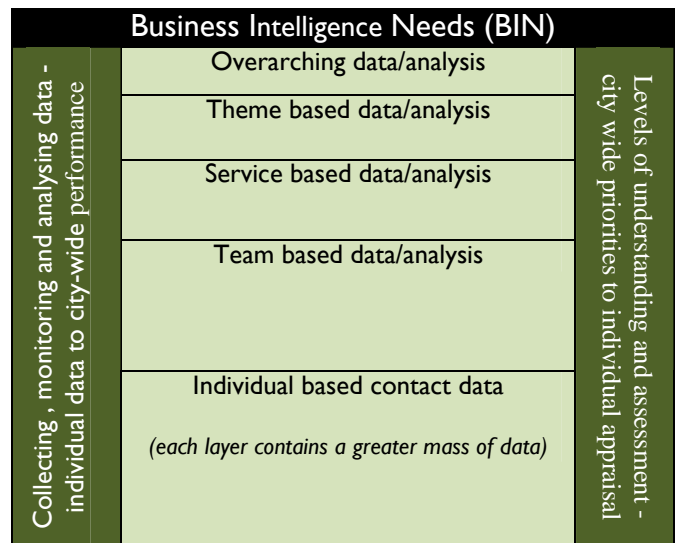 Business Intelligence Needs (BIN)
Collecting , monitoring and analysing data -
individual data to city-wide performance
Overarching data/analysis
Theme based data/analysis
Service based data/analysis
Team based data/analysis
Individual based contact data
(each layer contains a greater mass of data)
Levels of understanding and assessment -
city wide priorities to individual appraisal